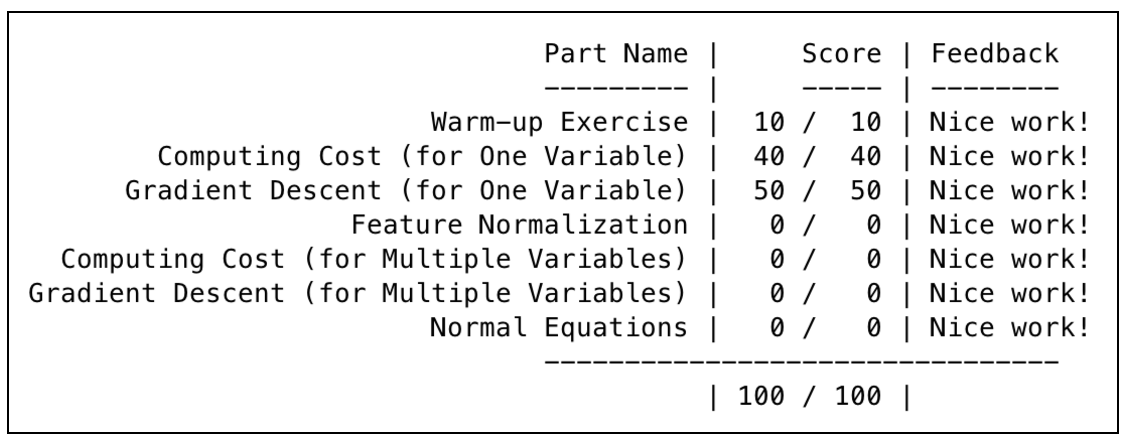 Part Name |     Score | Feedback
--------- |     ----- | --------
Warm-up Exercise |  10 /  10 | Nice work!
Computing Cost (for One Variable) |  40 /  40 | Nice work!
Gradient Descent (for One Variable) |  50 /  50 | Nice work!
Feature Normalization |   0 /   0 | Nice work!
Computing Cost (for Multiple Variables) |   0 /   0 | Nice work!
Gradient Descent (for Multiple Variables) |   0 /   0 | Nice work!
Normal Equations |   0 /   0 | Nice work!
--------------------------------
| 100 / 100 |